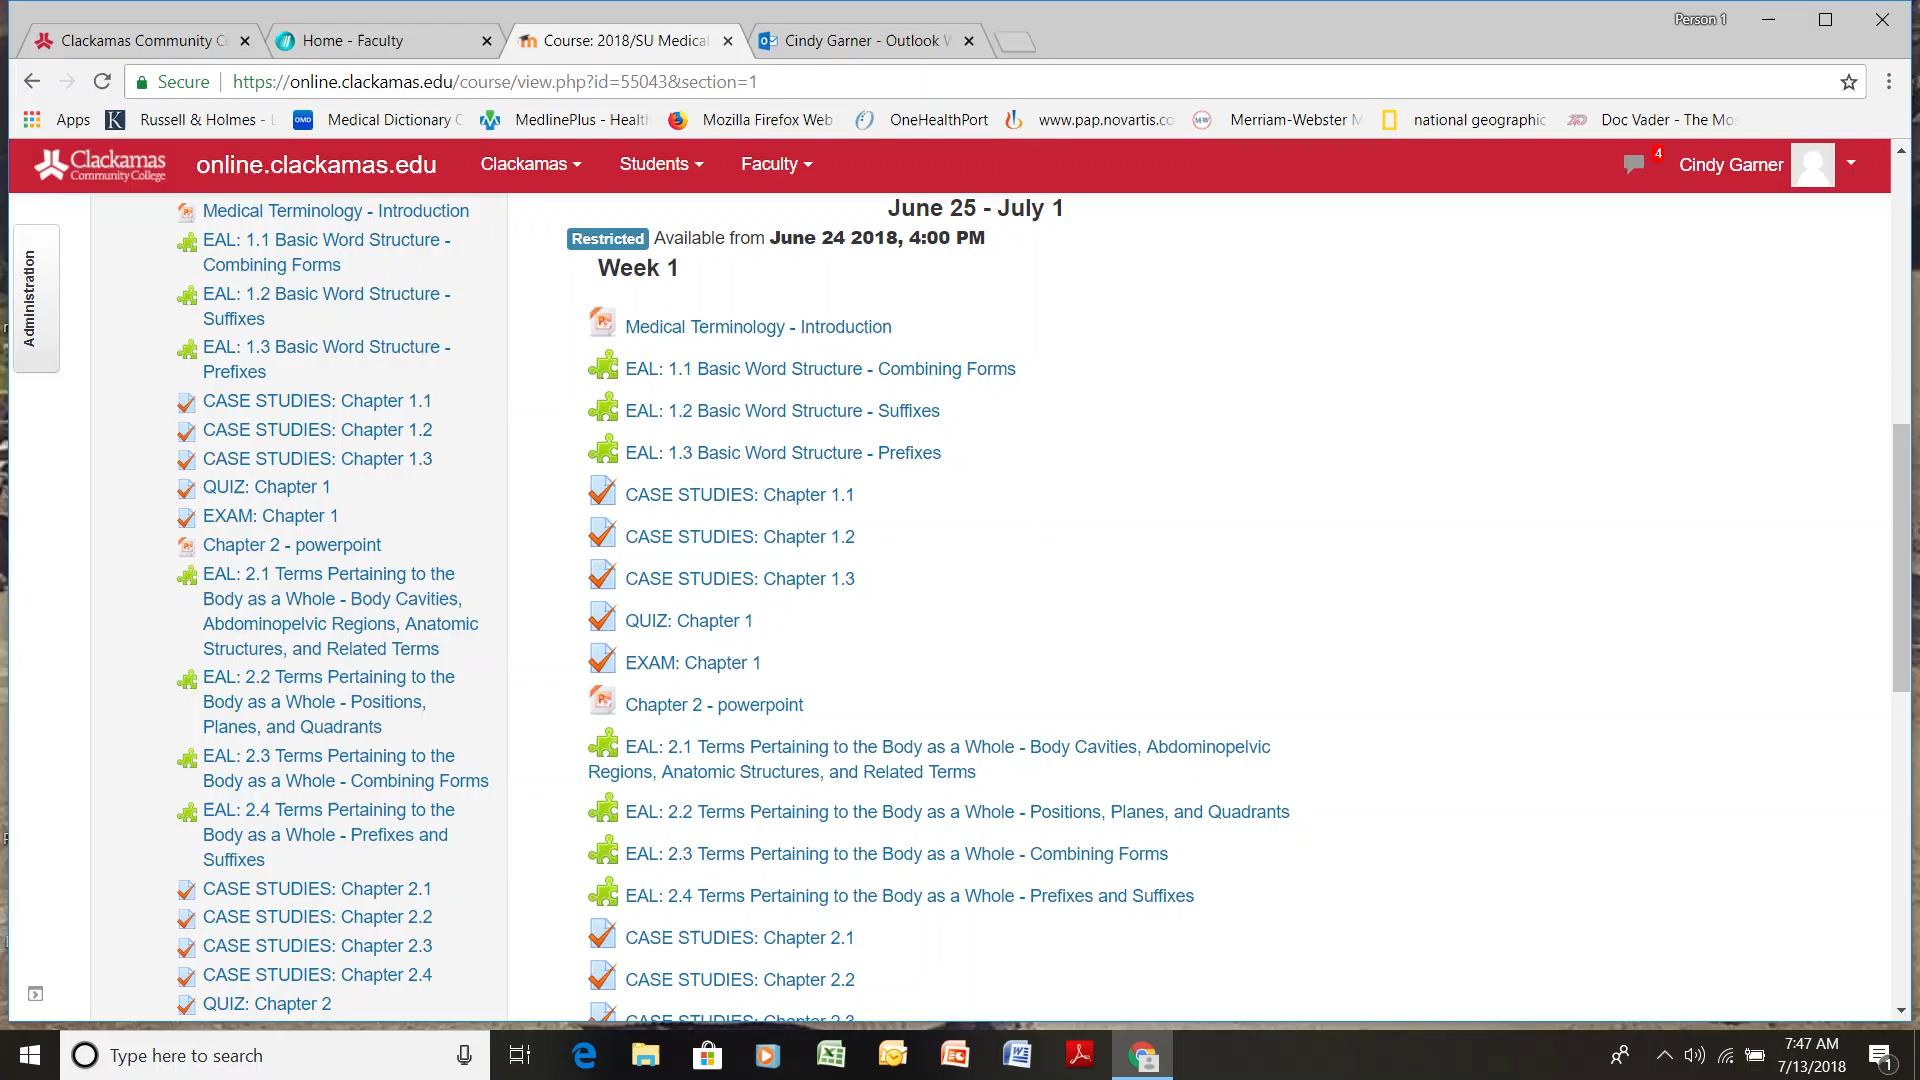 Person 1
Clackamas Community C
Home - Faculty
Course: 2018/SU Medical
Cindy Garner - Outlook
Secure
https://online.clackamas.edu/course/view.php?id=55043&section=1
Apps
Russell & Holmes -
OMD
Medical Dictionary
MedlinePlus - Healt
Mozilla Firefox Web
OneHealthPort
M-W
www.pap.novartis.co
Merriam-Webster
national geographic
Doc Vader - The Mo
Clackamas
Community College
online.clackamas.edu
Clackamas
Students
Faculty
4
Cindy Garner
Administration
Medical Terminology - Introduction
EAL: 1.1 Basic Word Structure -
Combining Forms
EAL: 1.2 Basic Word Structure -
Suffixes
EAL: 1.3 Basic Word Structure -
Prefixes
CASE STUDIES: Chapter 1.1
CASE STUDIES: Chapter 1.2
CASE STUDIES: Chapter 1.3
QUIZ: Chapter 1
EXAM: Chapter 1
Chapter 2 - powerpoint
EAL: 2.1 Terms Pertaining to the
Body as a Whole - Body Cavities,
Abdominopelvic Regions, Anatomic
Structures, and Related Terms
EAL: 2.2 Terms Pertaining to the
Body as a Whole - Positions,
Planes, and Quadrants
EAL: 2.3 Terms Pertaining to the
Body as a Whole - Combining Forms
EAL: 2.4 Terms Pertaining to the
Body as a Whole - Prefixes and
Suffixes
CASE STUDIES: Chapter 2.1
CASE STUDIES: Chapter 2.2
CASE STUDIES: Chapter 2.3
CASE STUDIES: Chapter 2.4
QUIZ: Chapter 2
June 25 - July 1
Restricted Available from June 24 2018, 4:00 PM
Week 1
Medical Terminology - Introduction
EAL: 1.1 Basic Word Structure - Combining Forms
EAL: 1.2 Basic Word Structure - Suffixes
EAL: 1.3 Basic Word Structure - Prefixes
CASE STUDIES: Chapter 1.1
CASE STUDIES: Chapter 1.2
CASE STUDIES: Chapter 1.3
QUIZ: Chapter 1
EXAM: Chapter 1
Chapter 2 - powerpoint
EAL: 2.1 Terms Pertaining to the Body as a Whole - Body Cavities, Abdominopelvic
Regions, Anatomic Structures, and Related Terms
EAL: 2.2 Terms Pertaining to the Body as a Whole - Positions, Planes, and Quadrants
EAL: 2.3 Terms Pertaining to the Body as a Whole - Combining Forms
EAL: 2.4 Terms Pertaining to the Body as a Whole - Prefixes and Suffixes
CASE STUDIES: Chapter 2.1
CASE STUDIES: Chapter 2.2
CASE STUDIES: Chapter 2.3
Type here to search
7:47 AM
7/13/2018
1